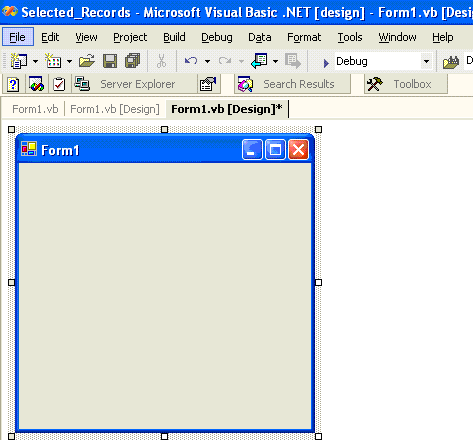 Selected_Records - Microsoft Visual Basic .NET [design] - Form1.vb [Desi
File Edit View Project Build Debug Data Format Tools Window Help
Debug Deb
Server Explorer Search Results Toolbox
Form1.vb Form1.vb [Design] Form1.vb [Design]*
Form1